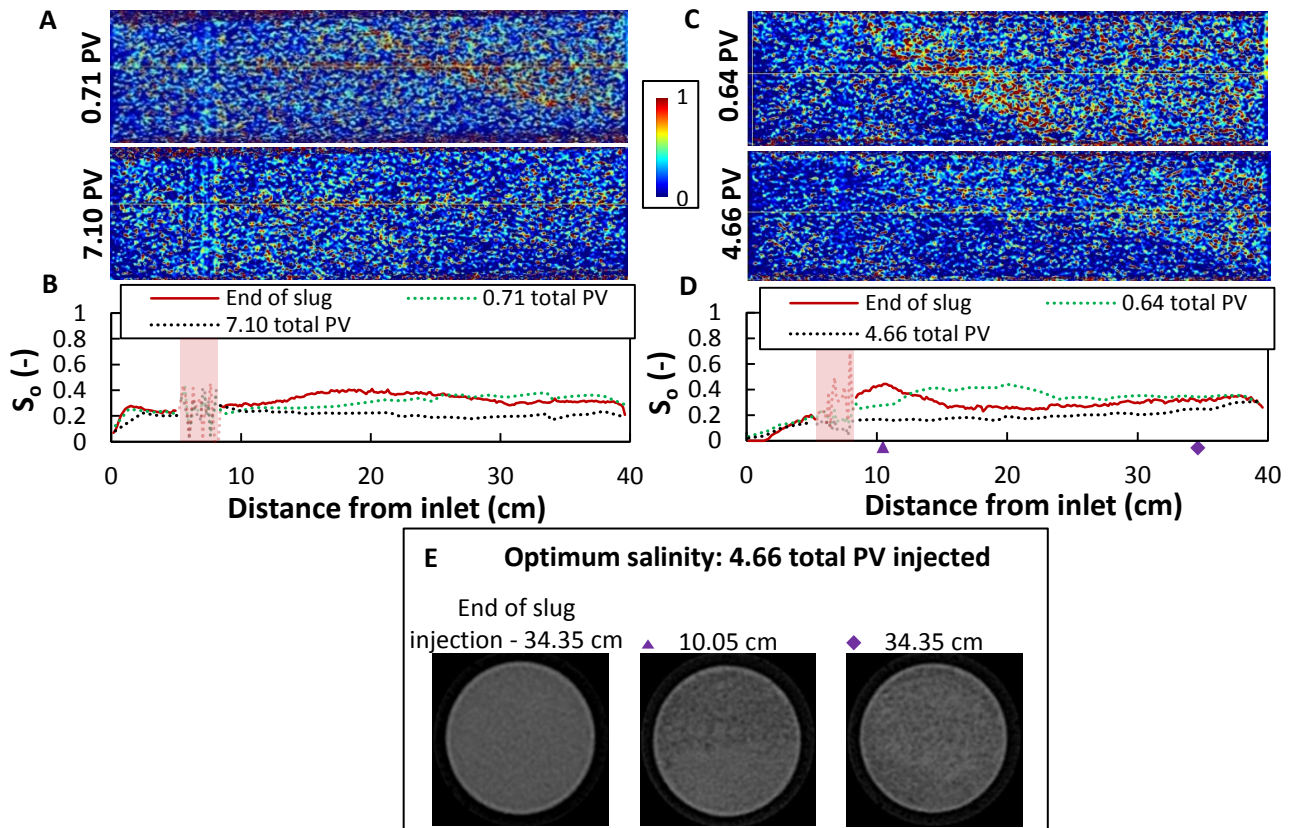 A
C
0.71 PV
7.10 PV
1
0
0.64 PV
4.66 PV
B
End of slug
0.71 total PV
7.10 total PV
So (-)
1
0.8
0.6
0.4
0.2
0
0 10 20 30 40
Distance from inlet (cm)
D
End of slug
0.64 total PV
4.66 total PV
So (-)
1
0.8
0.6
0.4
0.2
0
0 10 20 30 40
Distance from inlet (cm)
E Optimum salinity: 4.66 total PV injected
End of slug
injection - 34.35 cm
10.05 cm
34.35 cm